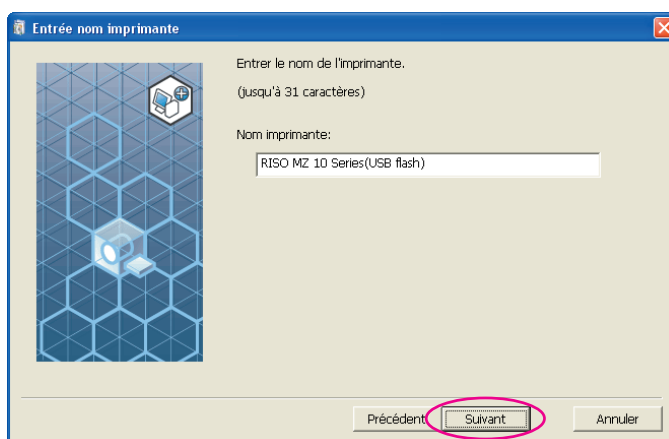 Entrée nom imprimante
Entrer le nom de l'imprimante.
(jusqu'à 31 caractères)
Nom imprimante:
RISO MZ 10 Series(USB flash)
Précédent Suivant Annuler